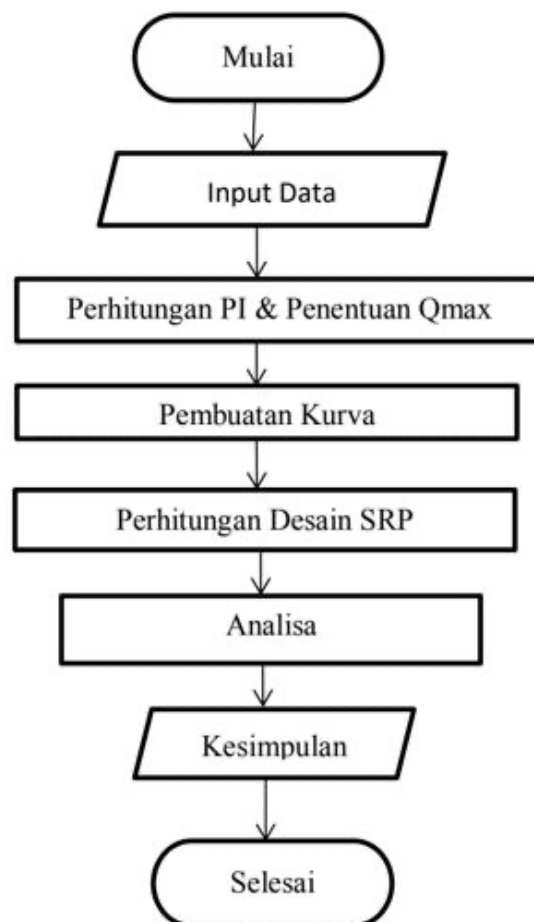 Mulai
Input Data
Perhitungan PI & Penentuan Qmax
Pembuatan Kurva
Perhitungan Desain SRP
Analisa
Kesimpulan
Selesai